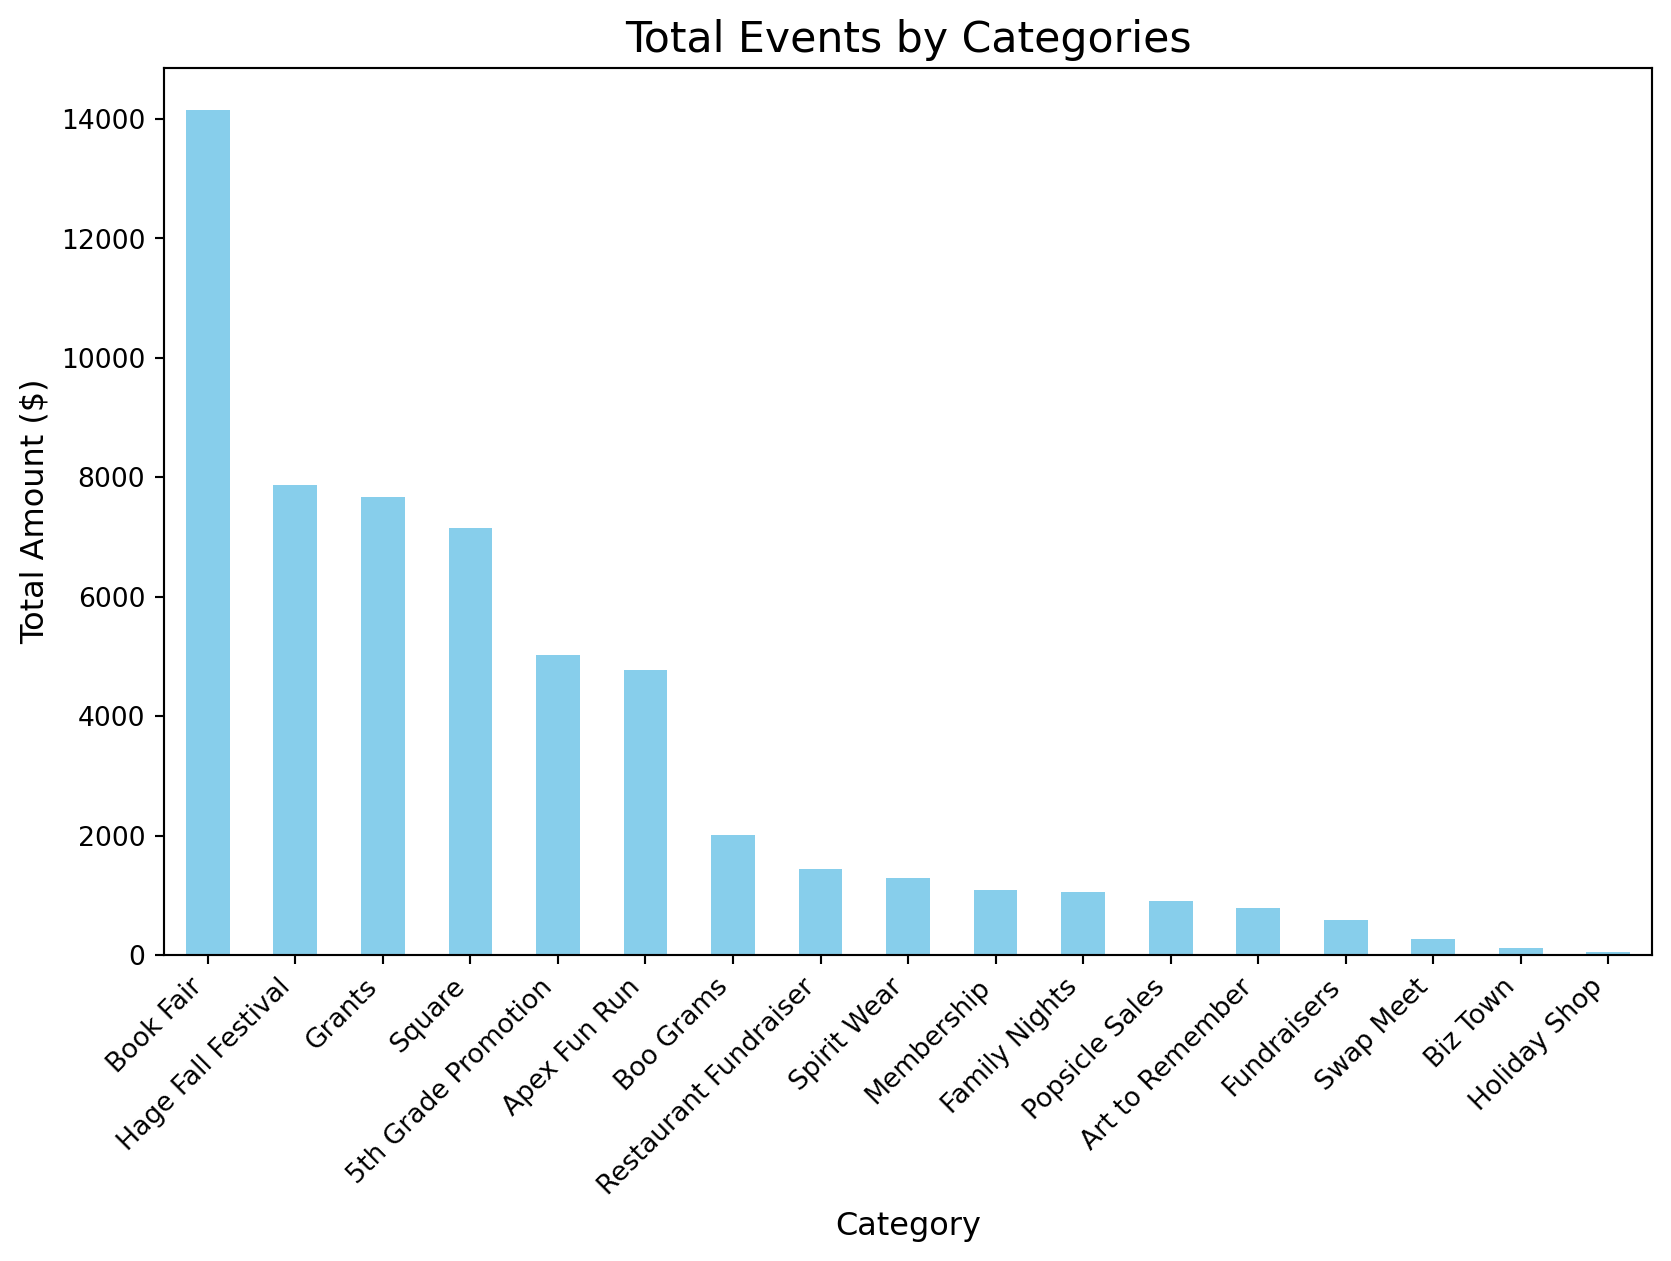 Total Events by Categories
Total Amount ($)
14000
12000
10000
8000
6000
4000
2000
0
Book Fair
Hage Fall Festival
Grants
Square
5th Grade Promotion
Apex Fun Run
Boo Grams
Restaurant Fundraiser
Spirit Wear
Membership
Family Nights
Popsicle Sales
Art to Remember
Fundraisers
Swap Meet
Biz Town
Holiday Shop
Category